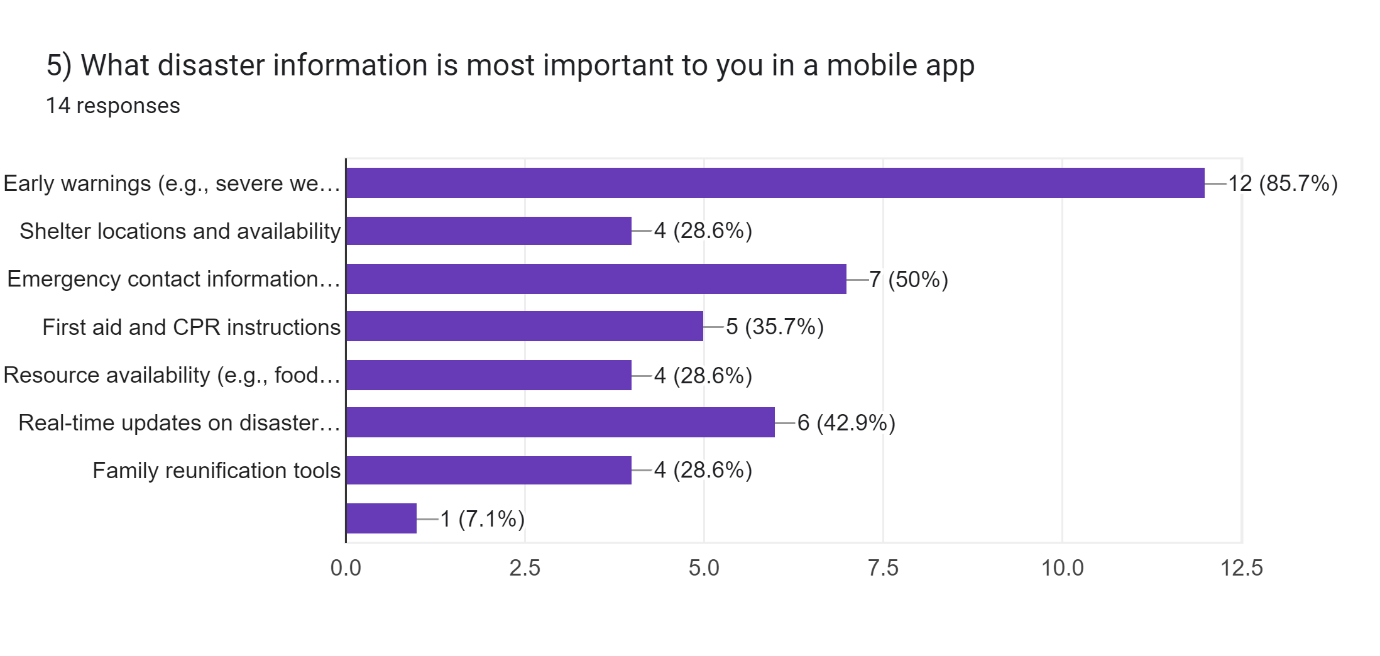 5) What disaster information is most important to you in a mobile app
14 responses
Early warnings (e.g., severe we…
12 (85.7%)
Shelter locations and availability
4 (28.6%)
Emergency contact information…
7 (50%)
First aid and CPR instructions
5 (35.7%)
Resource availability (e.g., food…
4 (28.6%)
Real-time updates on disaster…
6 (42.9%)
Family reunification tools
4 (28.6%)
1 (7.1%)
0.0 2.5 5.0 7.5 10.0 12.5